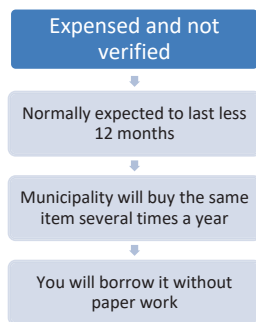 Expensed and not
verified
Normally expected to last less
12 months
Municipality will buy the same
item several times a year
You will borrow it without
paper work